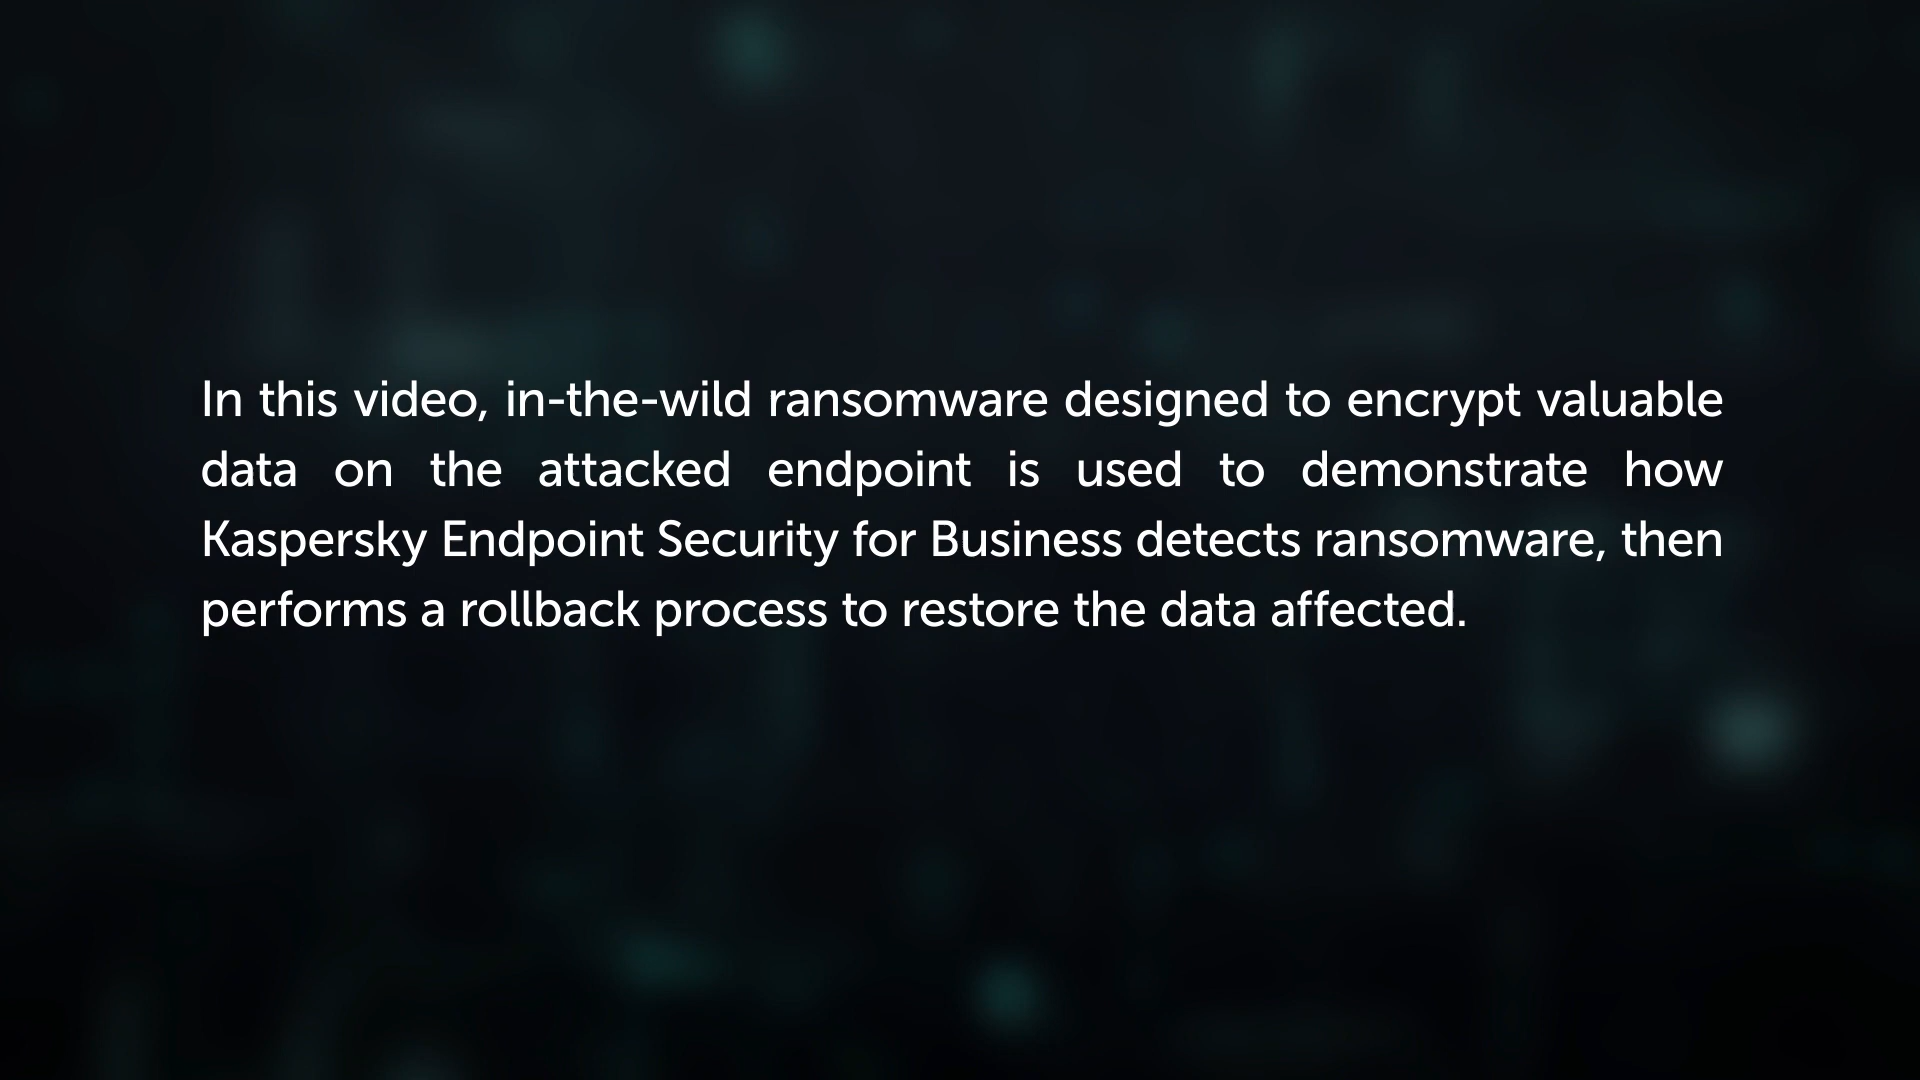 In this video, in-the-wild ransomware designed to encrypt valuable
data on the attacked endpoint is used to demonstrate how
Kaspersky Endpoint Security for Business detects ransomware, then
performs a rollback process to restore the data affected.